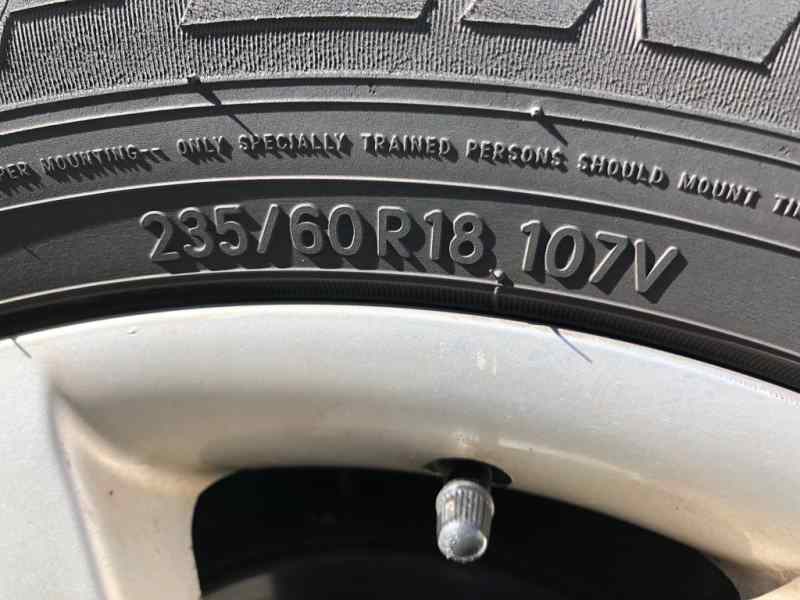 MOUNTING-- ONLY SPECIALLY TRAINED PERSONS SHOULD MOUNT
235/60R18 107V